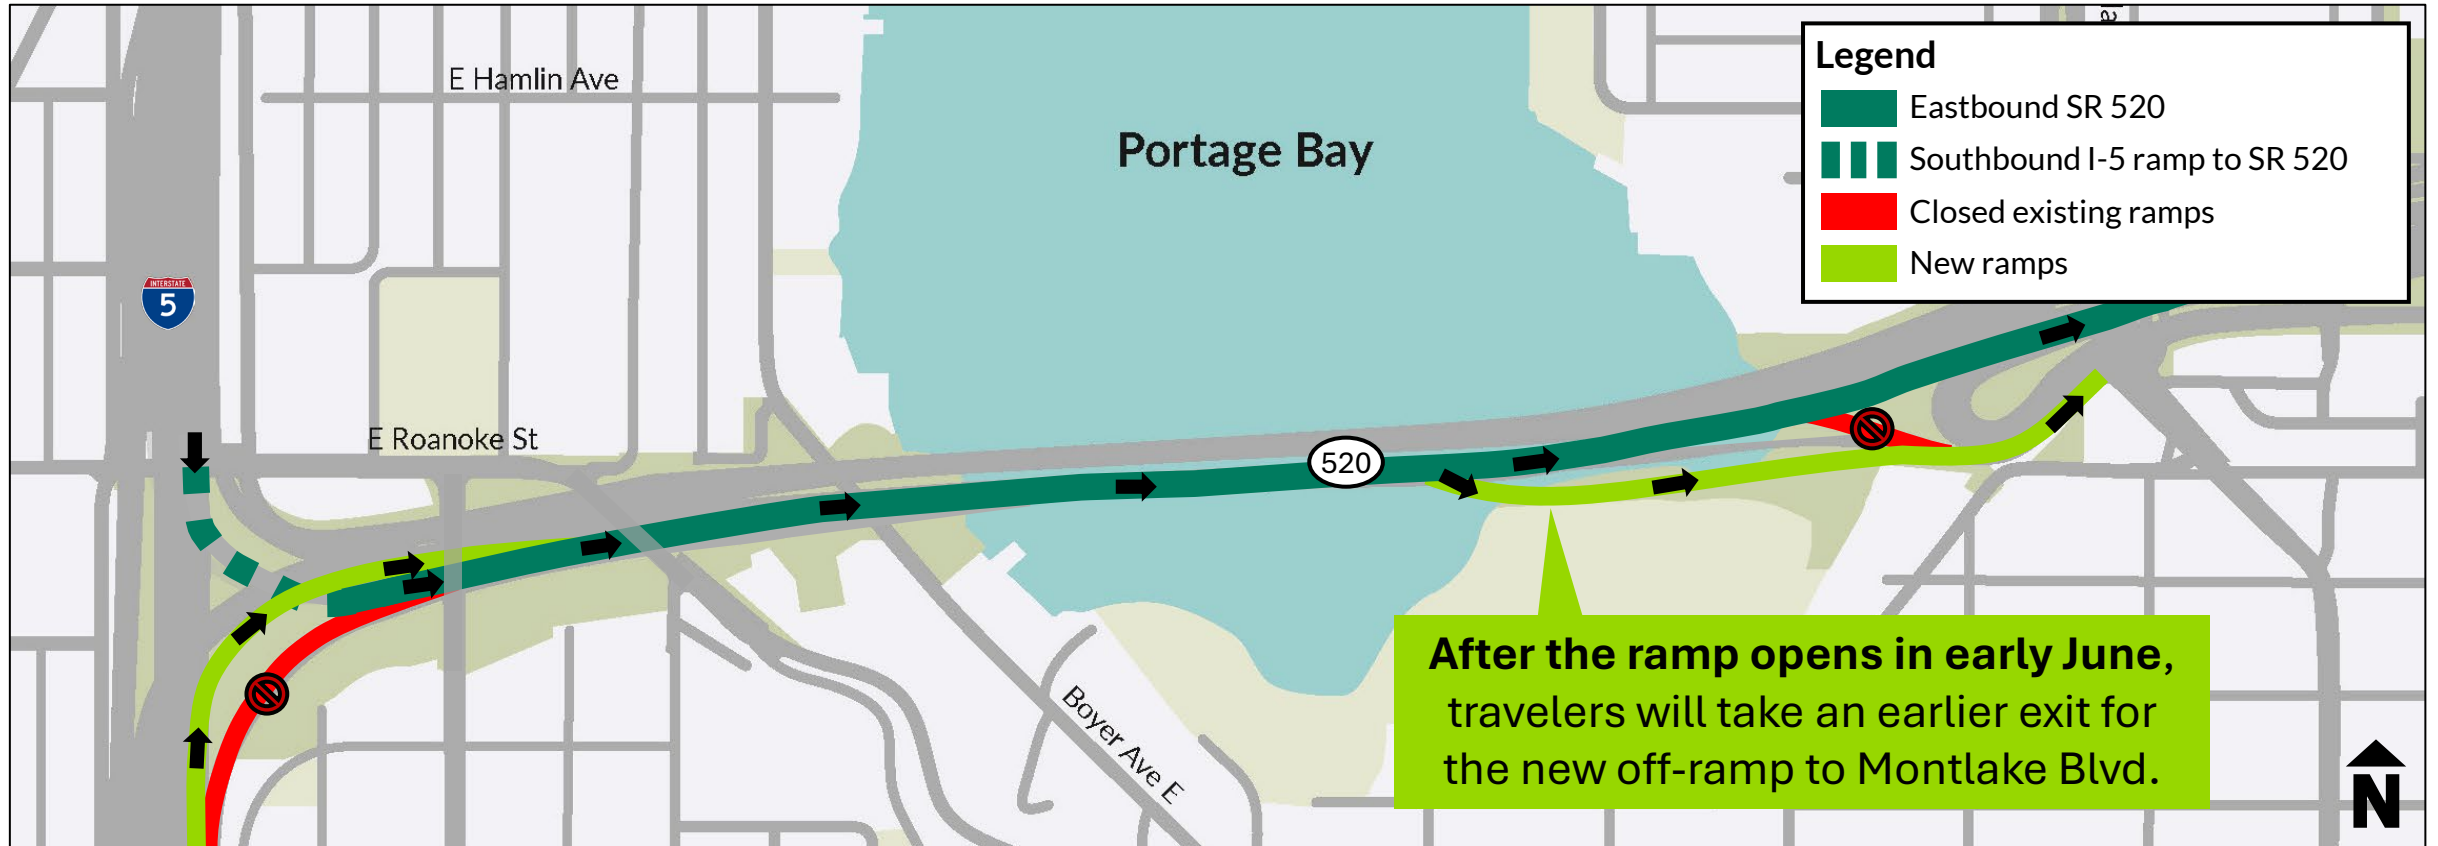 E Hamlin Ave
Portage Bay
Legend
Eastbound SR 520
Southbound I-5 ramp to SR 520
Closed existing ramps
New ramps
INTERSTATE
5
E Roanoke St
520
After the ramp opens in early June,
travelers will take an earlier exit for
the new off-ramp to Montlake Blvd.
Boyer Ave E
N